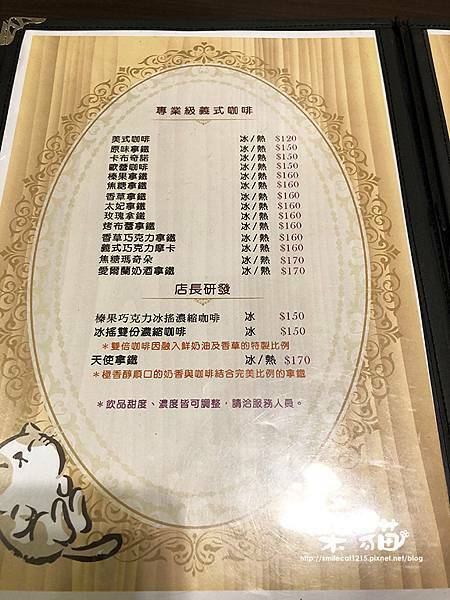 專業級義式咖啡
美式咖啡 冰/熱 $120
原味拿鐵 冰/熱 $150
卡布奇諾 冰/熱 $150
歐蕾咖啡 冰/熱 $150
榛果拿鐵 冰/熱 $160
焦糖拿鐵 冰/熱 $160
香草拿鐵 冰/熱 $160
太妃拿鐵 冰/熱 $160
玫瑰拿鐵 冰/熱 $160
烤布蕾拿鐵 冰/熱 $160
香草巧克力拿鐵 冰/熱 $160
義式巧克力摩卡 冰/熱 $160
焦糖瑪奇朵 冰/熱 $170
愛爾蘭奶酒拿鐵 冰/熱 $170
店長研發
榛果巧克力冰搖濃縮咖啡 冰 $150
冰搖雙份濃縮咖啡 冰 $150
*雙倍咖啡因融入鮮奶油及香草的特製比例
天使拿鐵 冰/熱 $170
*極香醇順口的奶香與咖啡結合完美比例的拿鐵
*飲品甜度、濃度皆可調整，請洽服務人員。
http://smilecat1215.pixnet.net/blog